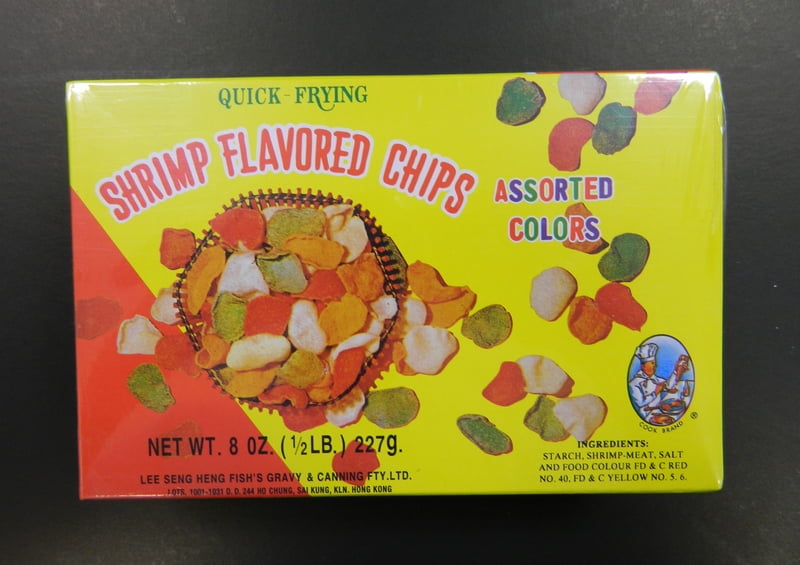 QUICK-FRYING
SHRIMP FLAVORED CHIPS
ASSORTED
COLORS
COOK BRAND ®
NET WT. 8 OZ. (½LB.) 227g.
LEE SENG HENG FISH'S GRAVY & CANNING FTY.LTD.
LOTS. 1001-1031 D. D. 244 HO CHUNG, SAI KUNG, KLN. HONG KONG
INGREDIENTS:
STARCH, SHRIMP-MEAT, SALT
AND FOOD COLOUR FD & C RED
NO. 40, FD & C YELLOW NO. 5. 6.